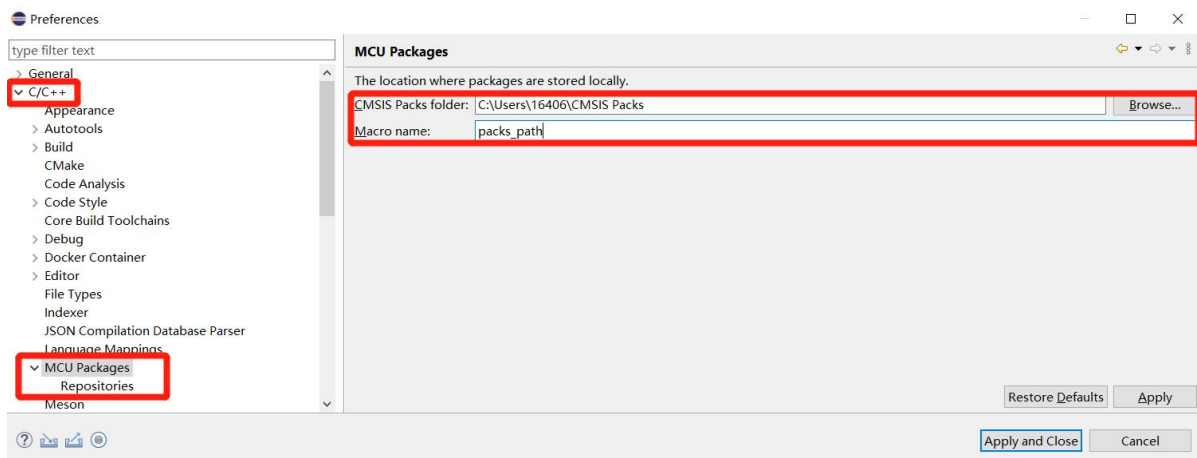 Preferences
type filter text
General
C/C++
Appearance
Autotools
Build
CMake
Code Analysis
Code Style
Core Build Toolchains
Debug
Docker Container
Editor
File Types
Indexer
JSON Compilation Database Parser
Language Mappings
MCU Packages
Repositories
Meson
MCU Packages
The location where packages are stored locally.
CMSIS Packs folder: C:\Users\16406\CMSIS Packs Browse...
Macro name: packs_path
Restore Defaults Apply
Apply and Close Cancel